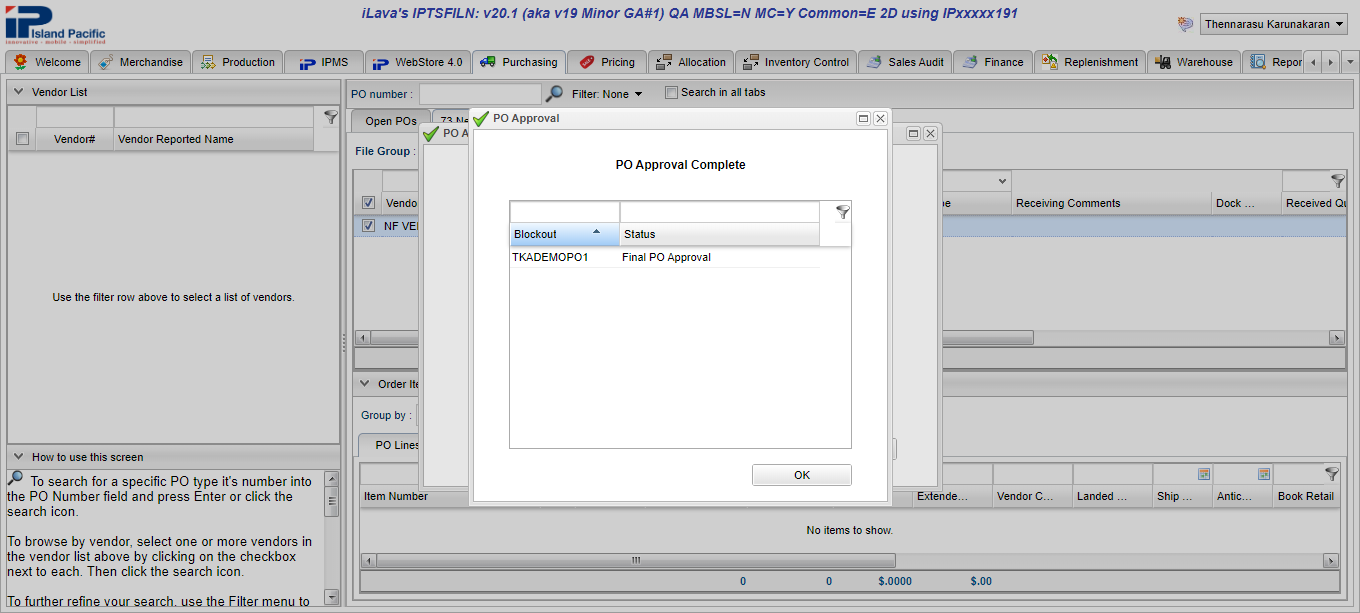 iLava's IPTSFILN: v20.1 (aka v19 Minor GA#1) QA MBSL=N MC=Y Common=E 2D using IPxxxxx191
IP Island Pacific
innovative - mobile - simplified
Thennarasu Karunakaran
Welcome Merchandise Production IPMS WebStore 4.0 Purchasing Pricing Allocation Inventory Control Sales Audit Finance Replenishment Warehouse Repor
Vendor List
Vendor# Vendor Reported Name
Use the filter row above to select a list of vendors.
How to use this screen
To search for a specific PO type it's number into
the PO Number field and press Enter or click the
search icon.
To browse by vendor, select one or more vendors in
the vendor list above by clicking on the checkbox
next to each. Then click the search icon.
To further refine your search, use the Filter menu to
PO number : Filter: None Search in all tabs
Open POs 73 Ne
File Group :
Vendo Receiving Comments Dock ... Received Qu
NF VE
PO A
PO Approval
PO Approval Complete
Blockout Status
TKADEMOPO1 Final PO Approval
OK
Order Ite
Group by :
PO Lines
Item Number Extende... Vendor C... Landed ... Ship ... Antic... Book Retail
No items to show.
0 0 $.0000 $.00